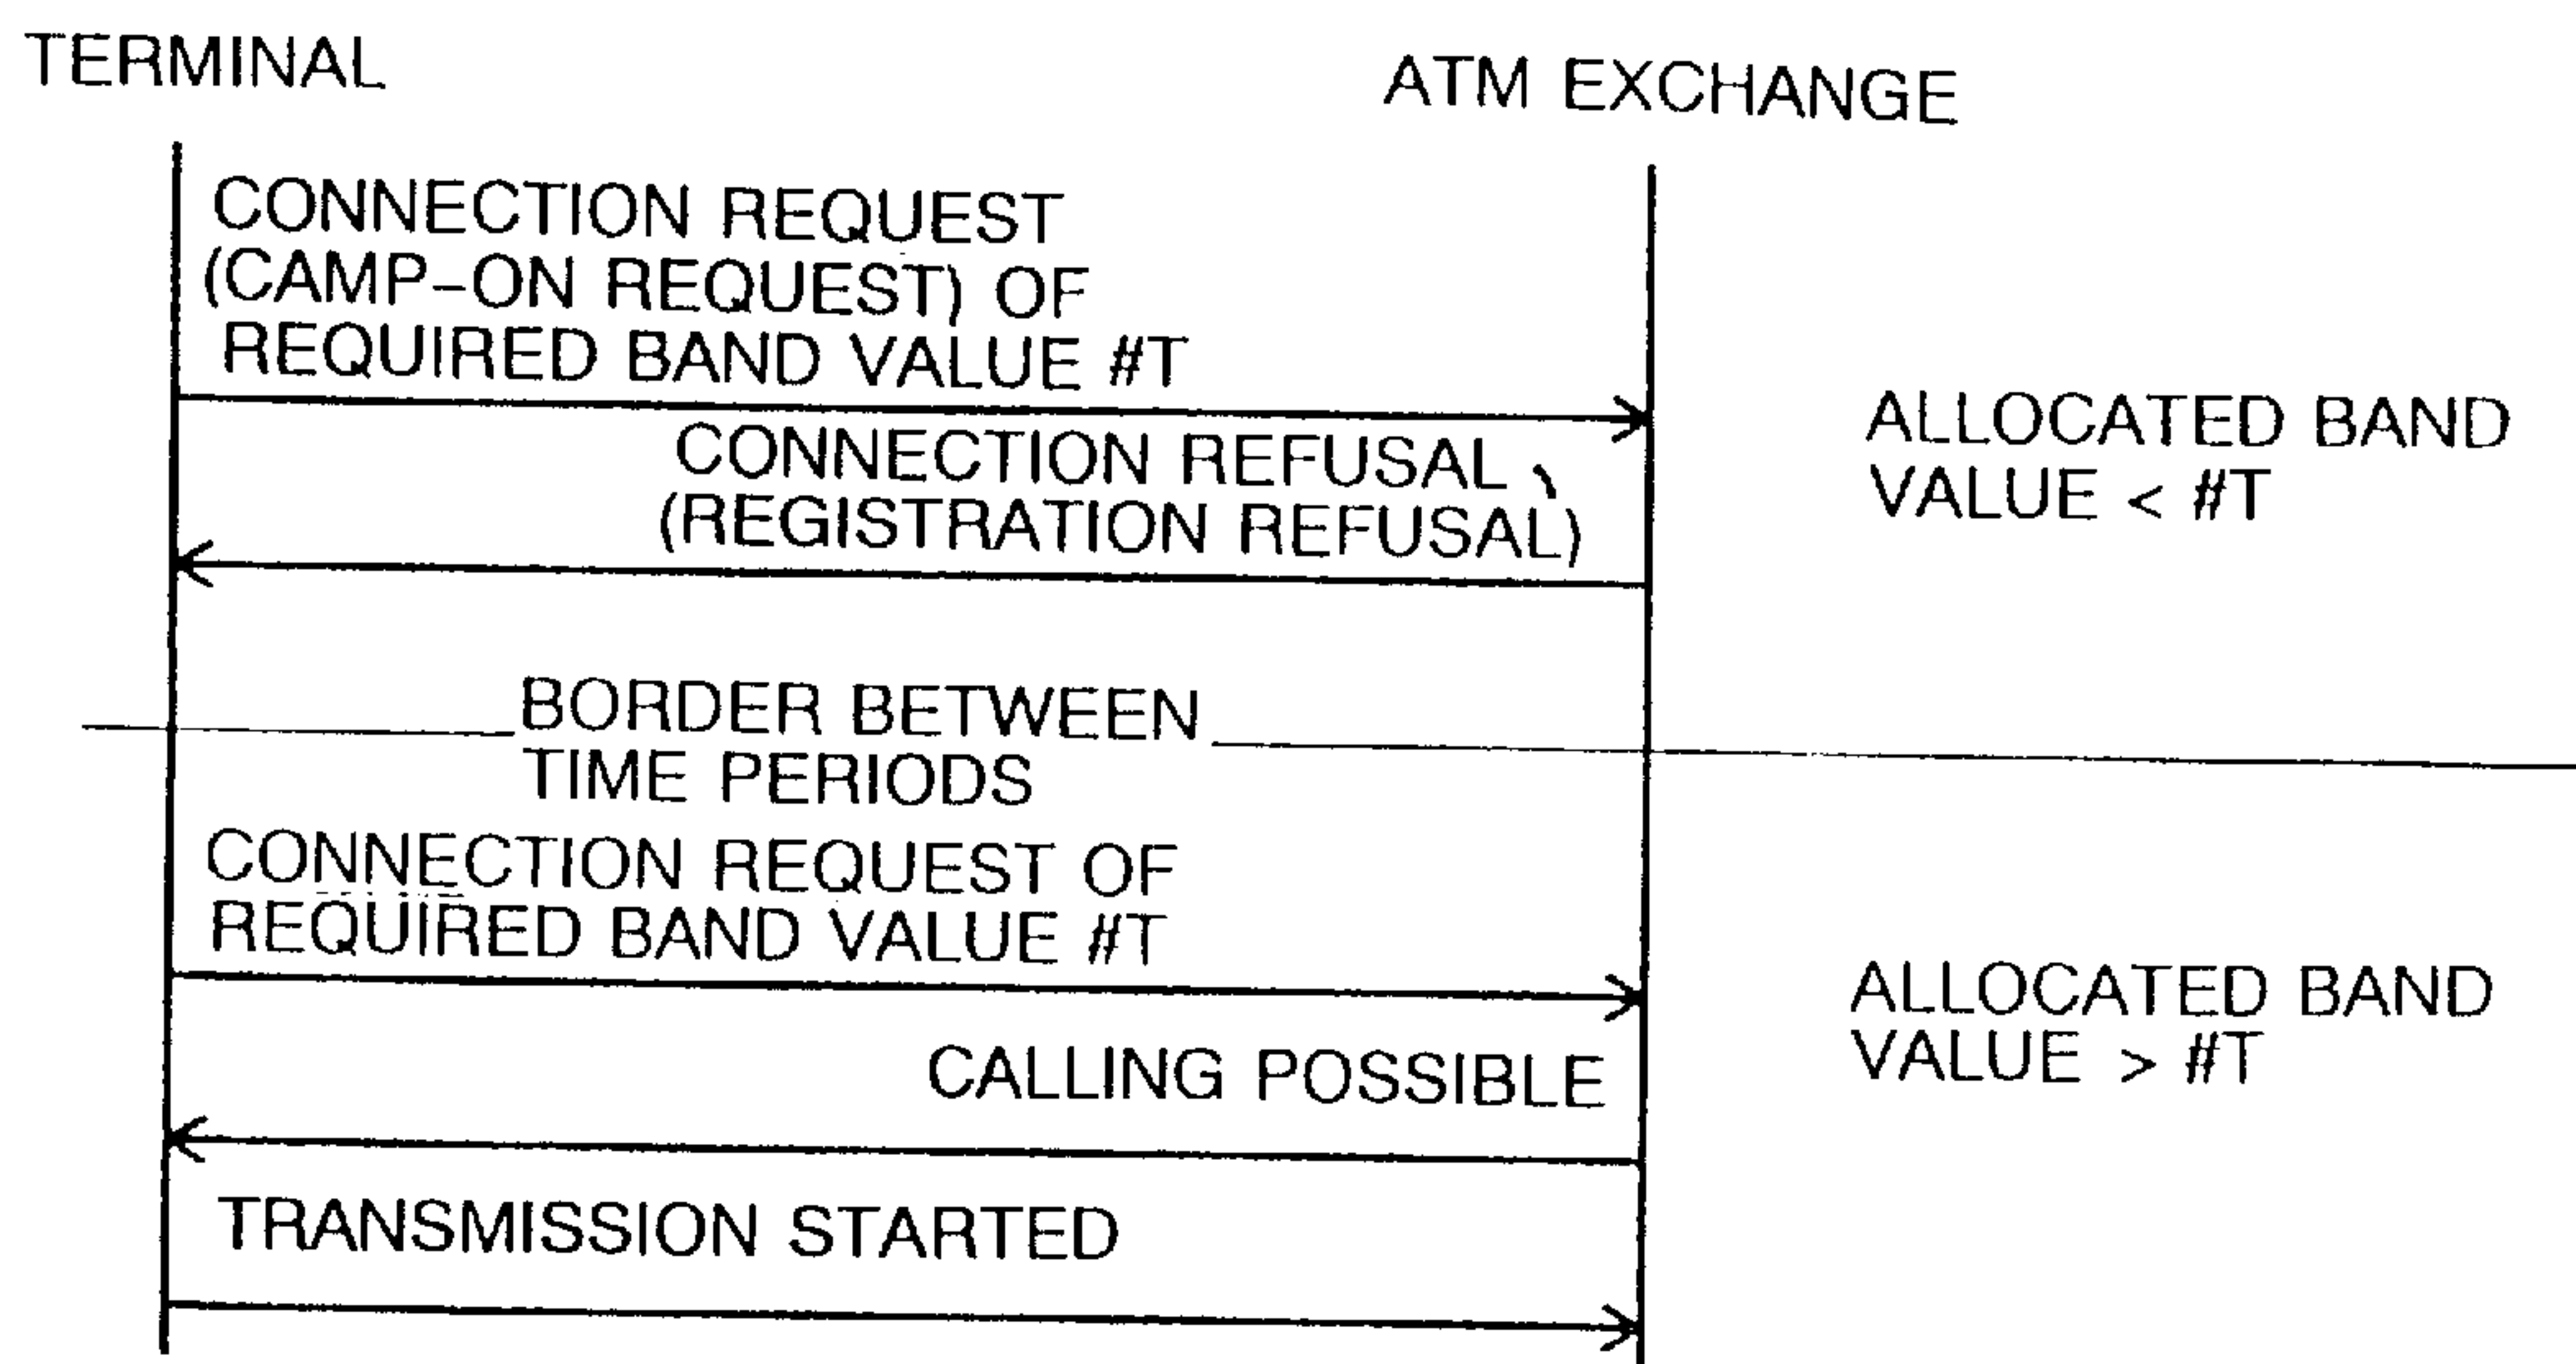 TERMINAL
ATM EXCHANGE
CONNECTION REQUEST
(CAMP-ON REQUEST) OF
REQUIRED BAND VALUE #T
ALLOCATED BAND
VALUE < #T
CONNECTION REFUSAL
(REGISTRATION REFUSAL)
BORDER BETWEEN
TIME PERIODS
CONNECTION REQUEST OF
REQUIRED BAND VALUE #T
ALLOCATED BAND
VALUE > #T
CALLING POSSIBLE
TRANSMISSION STARTED